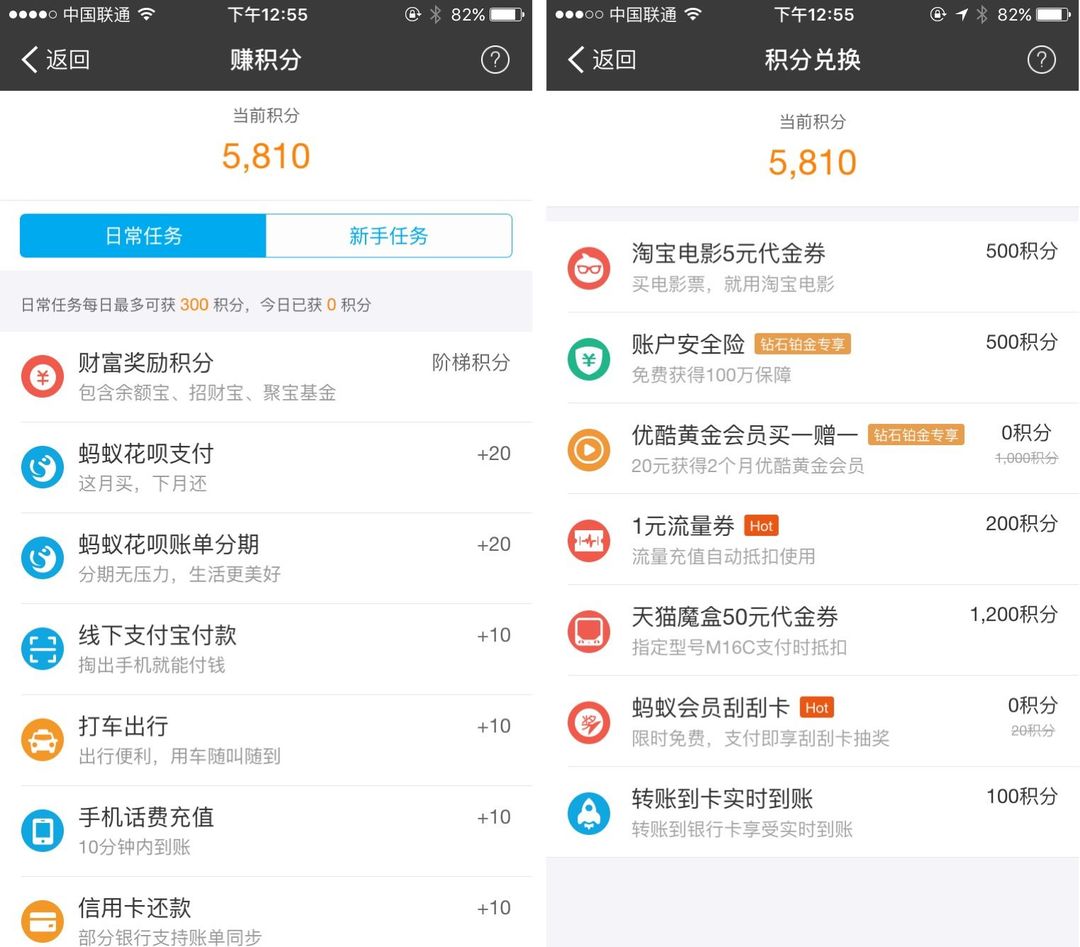 中国联通
下午12:55
82%
返回
赚积分
?
当前积分
5,810
日常任务
新手任务
日常任务每日最多可获 300 积分，今日已获 0 积分
财富奖励积分
阶梯积分
包含余额宝、招财宝、聚宝基金
蚂蚁花呗支付
+20
这月买，下月还
蚂蚁花呗账单分期
+20
分期无压力，生活更美好
线下支付宝付款
+10
掏出手机就能付钱
打车出行
+10
出行便利，用车随叫随到
手机话费充值
+10
10分钟内到账
信用卡还款
+10
部分银行支持账单同步
中国联通
下午12:55
82%
返回
积分兑换
?
当前积分
5,810
淘宝电影5元代金券
500积分
买电影票，就用淘宝电影
账户安全险 钻石铂金专享
500积分
免费获得100万保障
优酷黄金会员买一赠一 钻石铂金专享
0积分
20元获得2个月优酷黄金会员
1,000积分
1元流量券 Hot
200积分
流量充值自动抵扣使用
天猫魔盒50元代金券
1,200积分
指定型号M16C支付时抵扣
蚂蚁会员刮刮卡 Hot
0积分
限时免费，支付即享刮刮卡抽奖
20积分
转账到卡实时到账
100积分
转账到银行卡享受实时到账